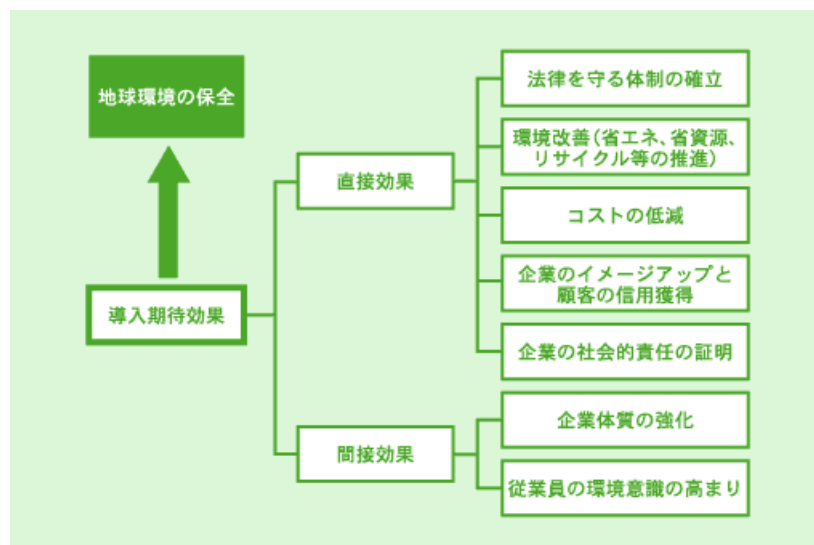 地球環境の保全
導入期待効果
直接効果
法律を守る体制の確立
環境改善（省エネ、省資源、
リサイクル等の推進）
コストの低減
企業のイメージアップと
顧客の信用獲得
企業の社会的責任の証明
間接効果
企業体質の強化
従業員の環境意識の高まり